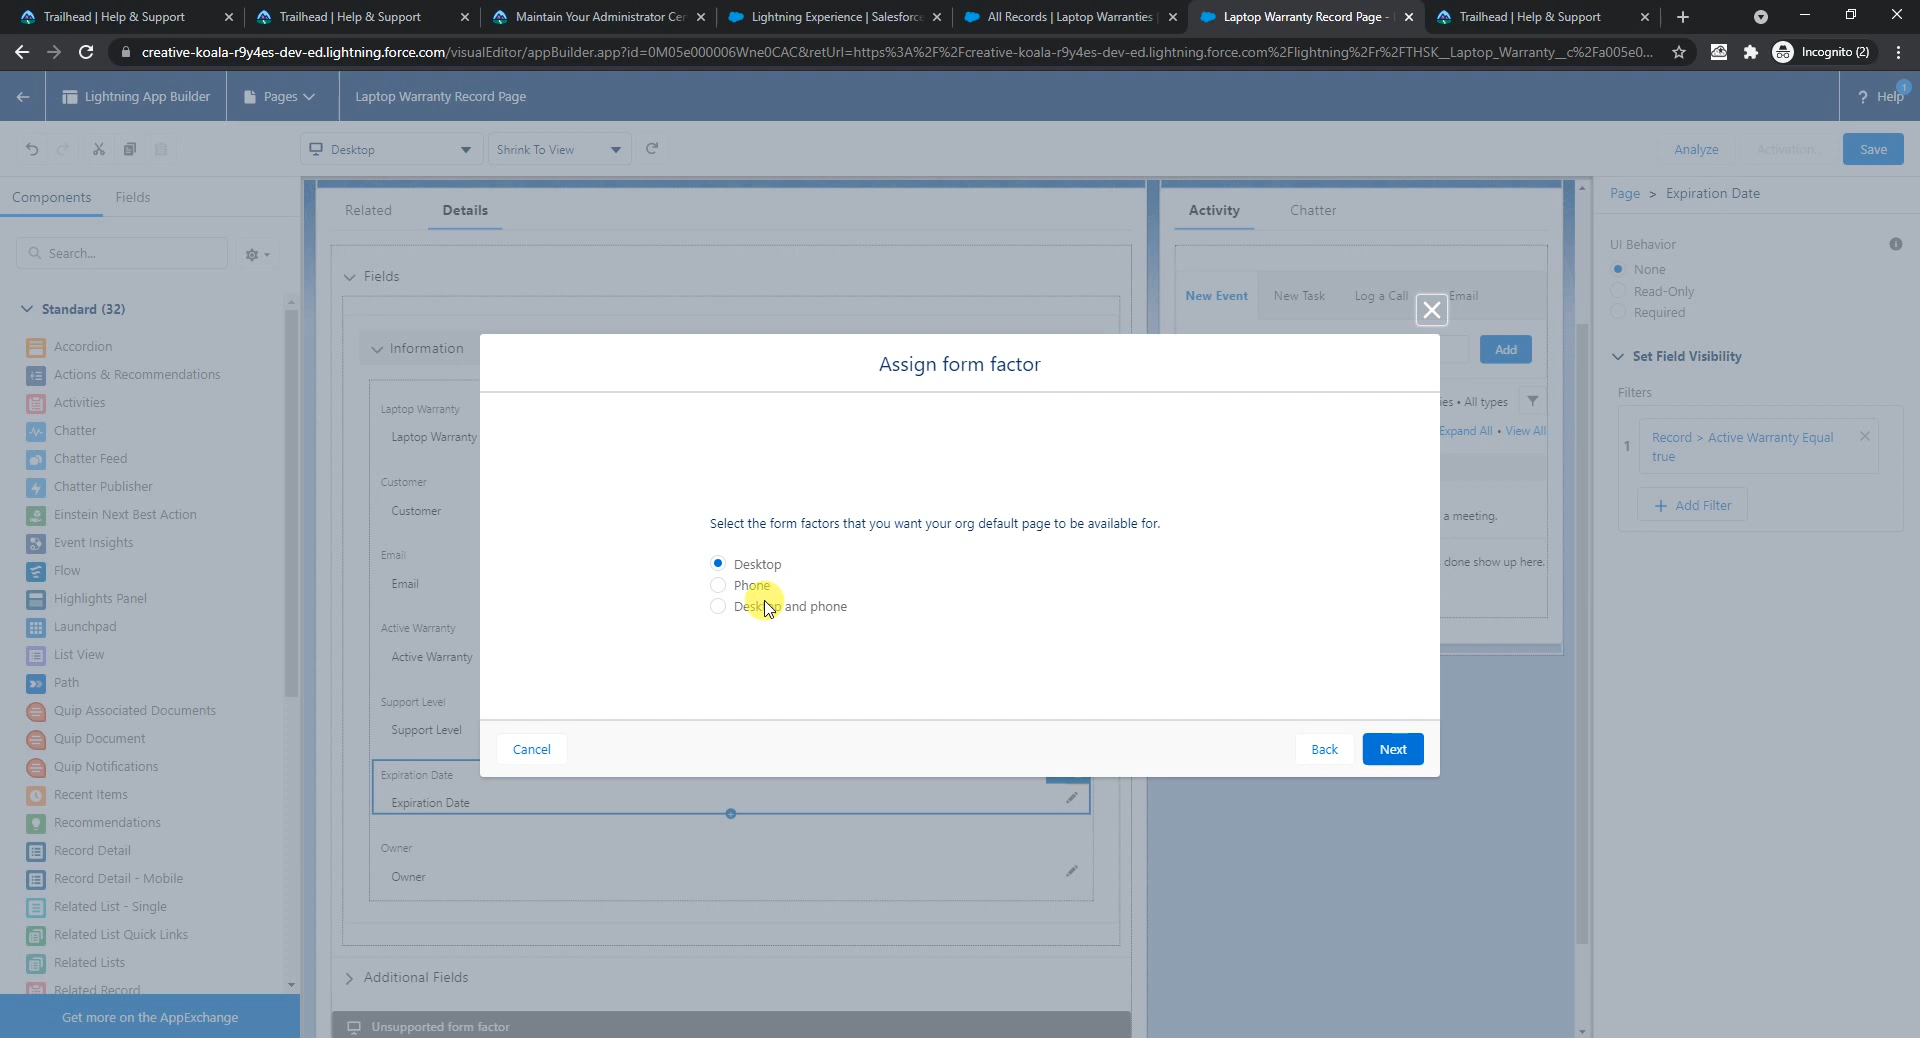 Trailhead | Help & Support
Trailhead | Help & Support
Maintain Your Administrator Cer
Lightning Experience | Salesforce
All Records | Laptop Warranties |
Laptop Warranty Record Page -
Trailhead | Help & Support
creative-koala-r9y4es-dev-ed.lightning.force.com/visualEditor/appBuilder.app?id=0M05e000006Wne0CAC&retUrl=https%3A%2F%2Fcreative-koala-r9y4es-dev-ed.lightning.force.com%2Flightning%2Fr%2FTHSK__Laptop_Warranty__c%2Fa005e0...
Incognito (2)
Lightning App Builder
Pages
Laptop Warranty Record Page
? Help
1
Desktop
Shrink To View
Analyze
Activation...
Save
Components
Fields
Search...
Standard (32)
Accordion
Actions & Recommendations
Activities
Chatter
Chatter Feed
Chatter Publisher
Einstein Next Best Action
Event Insights
Flow
Highlights Panel
Launchpad
List View
Path
Quip Associated Documents
Quip Document
Quip Notifications
Recent Items
Recommendations
Record Detail
Record Detail - Mobile
Related List - Single
Related List Quick Links
Related Lists
Related Record
Get more on the AppExchange
Related
Details
Fields
Information
Laptop Warranty
Laptop Warranty
Customer
Customer
Email
Email
Active Warranty
Active Warranty
Support Level
Support Level
Expiration Date
Expiration Date
Owner
Owner
Additional Fields
Unsupported form factor
Activity
Chatter
New Event
New Task
Log a Call
Email
Add
es • All types
Expand All • View All
a meeting.
done show up here.
Assign form factor
Select the form factors that you want your org default page to be available for.
Desktop
Phone
Desktop and phone
Cancel
Back
Next
Page > Expiration Date
UI Behavior
None
Read-Only
Required
Set Field Visibility
Filters
1
Record > Active Warranty Equal
true
+ Add Filter